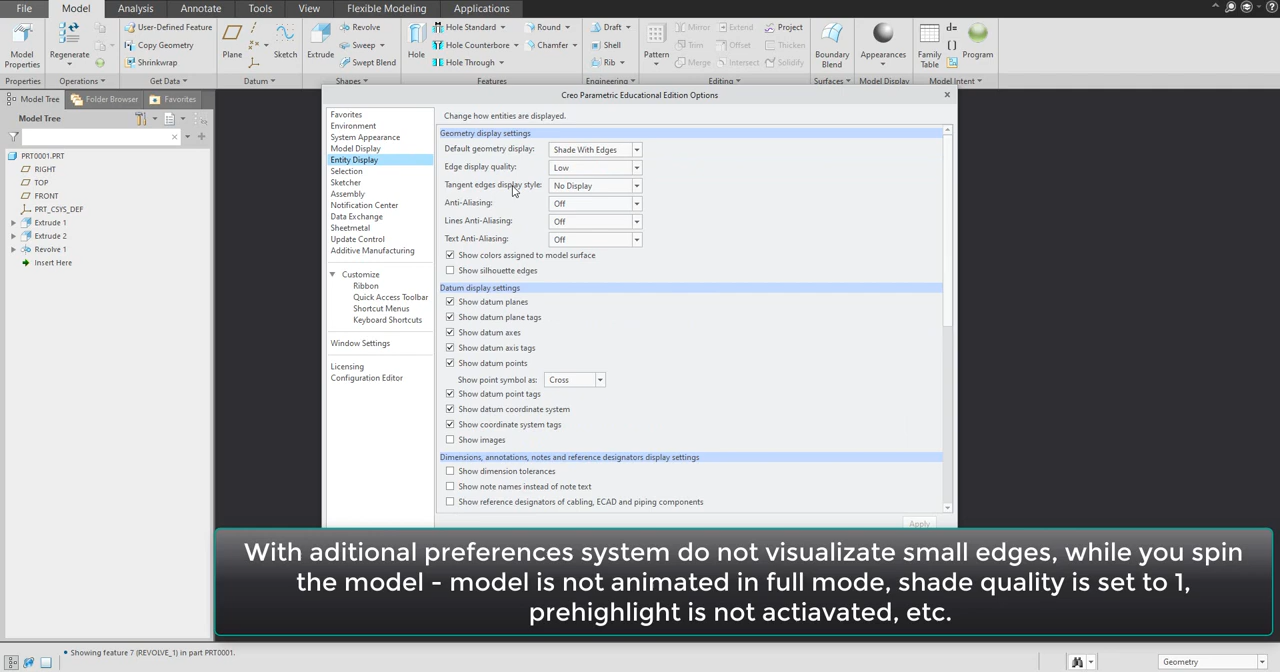 File Model Analysis Annotate Tools View Flexible Modeling Applications
Model Properties Regenerate User-Defined Feature Copy Geometry Shrinkwrap Plane Sketch Extrude Revolve Sweep Swept Blend Hole Hole Standard Hole Counterbore Hole Through Round Chamfer Draft Shell Rib Pattern Mirror Extend Project Trim Offset Thicken Merge Intersect Solidify Boundary Blend Appearances Family Table Program
Properties Operations Get Data Datum Shapes Features Engineering Editing Surfaces Model Display Model Intent
Model Tree Folder Browser Favorites
Model Tree
PRT0001.PRT
RIGHT
TOP
FRONT
PRT_CSYS_DEF
Extrude 1
Extrude 2
Revolve 1
Insert Here
Creo Parametric Educational Edition Options
Favorites
Environment
System Appearance
Model Display
Entity Display
Selection
Sketcher
Assembly
Notification Center
Data Exchange
Sheetmetal
Update Control
Additive Manufacturing
Customize
Ribbon
Quick Access Toolbar
Shortcut Menus
Keyboard Shortcuts
Window Settings
Licensing
Configuration Editor
Change how entities are displayed.
Geometry display settings
Default geometry display: Shade With Edges
Edge display quality: Low
Tangent edges display style: No Display
Anti-Aliasing: Off
Lines Anti-Aliasing: Off
Text Anti-Aliasing: Off
Show colors assigned to model surface
Show silhouette edges
Datum display settings
Show datum planes
Show datum plane tags
Show datum axes
Show datum axis tags
Show datum points
Show point symbol as: Cross
Show datum point tags
Show datum coordinate system
Show coordinate system tags
Show images
Dimensions, annotations, notes and reference designators display settings
Show dimension tolerances
Show note names instead of note text
Show reference designators of cabling, ECAD and piping components
Apply
With aditional preferences system do not visualizate small edges, while you spin
the model - model is not animated in full mode, shade quality is set to 1,
prehighlight is not actiavated, etc.
• Showing feature 7 (REVOLVE_1) in part PRT0001.
Geometry